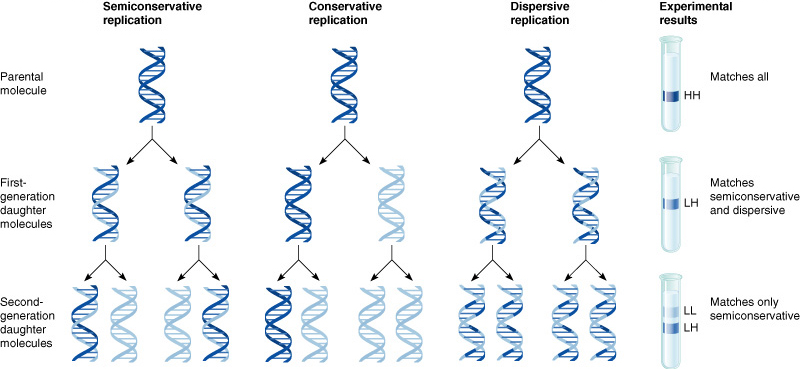 Semiconservative
replication
Conservative
replication
Dispersive
replication
Experimental
results
Parental
molecule
HH
Matches all
First-
generation
daughter
molecules
LH
Matches
semiconservative
and dispersive
Second-
generation
daughter
molecules
LL
LH
Matches only
semiconservative